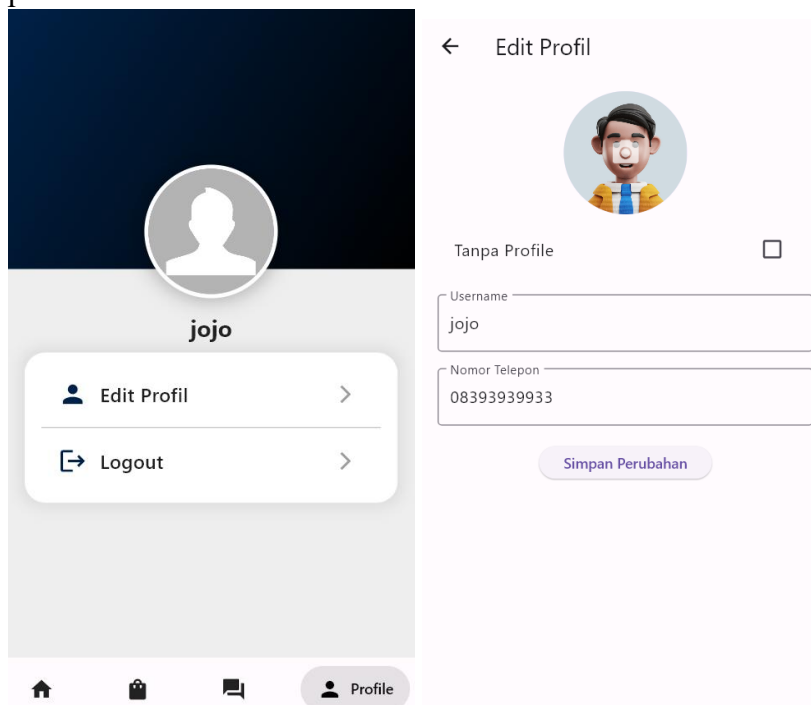 jojo
Edit Profil
Logout
Profile
Edit Profil
Tanpa Profile
Username
jojo
Nomor Telepon
08393939933
Simpan Perubahan